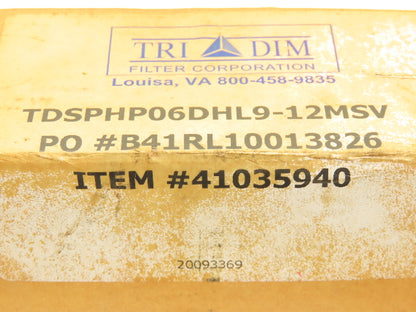 TRI DIM
FILTER CORPORATION
Louisa, VA 800-458-9835
TDSPHP06DHL9-12MSV
PO #B41RL10013826
ITEM #41035940
20093369